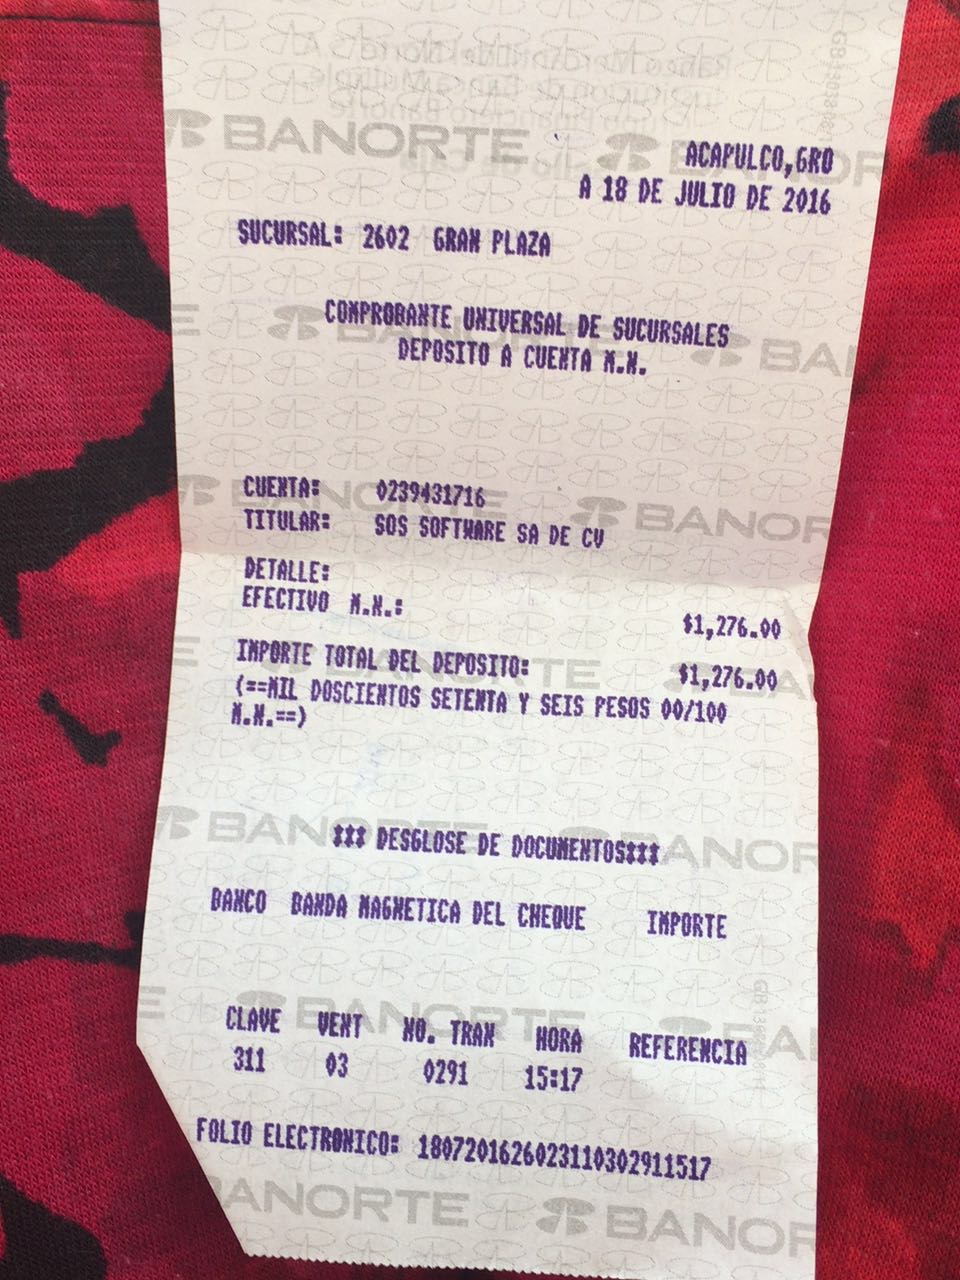 BANORTE
ACAPULCO,GRO
A 18 DE JULIO DE 2016
SUCURSAL: 2602 GRAN PLAZA
COMPROBANTE UNIVERSAL DE SUCURSALES
DEPOSITO A CUENTA M.N.
CUENTA: 0239431716
TITULAR: SOS SOFTWARE SA DE CV
DETALLE:
EFECTIVO M.N.: $1,276.00
IMPORTE TOTAL DEL DEPOSITO: $1,276.00
(==MIL DOSCIENTOS SETENTA Y SEIS PESOS 00/100
M.N.==)
*** DESGLOSE DE DOCUMENTOS***
BANCO BANDA MAGNETICA DEL CHEQUE IMPORTE
CLAVE VENT NO. TRAN HORA REFERENCIA
311 03 0291 15:17
FOLIO ELECTRONICO: 1807201626023110302911517
BANORTE BANORTE